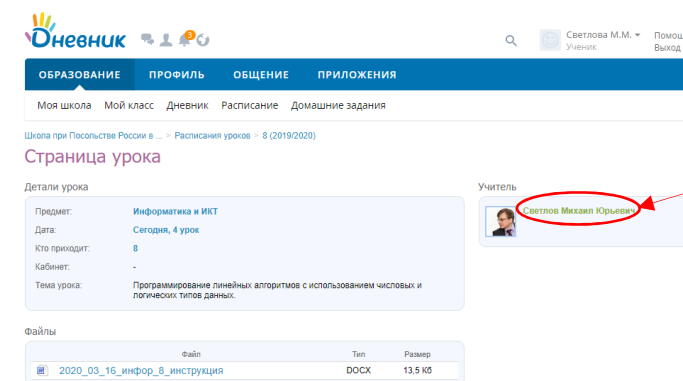 Дневник 3
Светлова М.М.
Ученик
Помощ
Выход
ОБРАЗОВАНИЕ ПРОФИЛЬ ОБЩЕНИЕ ПРИЛОЖЕНИЯ
Моя школа Мой класс Дневник Расписание Домашние задания
Школа при Посольстве России в ... > Расписания уроков > 8 (2019/2020)
Страница урока
Детали урока
Предмет: Информатика и ИКТ
Дата: Сегодня, 4 урок
Кто приходит: 8
Кабинет: -
Тема урока: Программирование линейных алгоритмов с использованием числовых и
логических типов данных.
Учитель
Светлов Михаил Юрьевич
Файлы
Файл Тип Размер
2020_03_16_инфор_8_инструкция DOCX 13,5 Кб